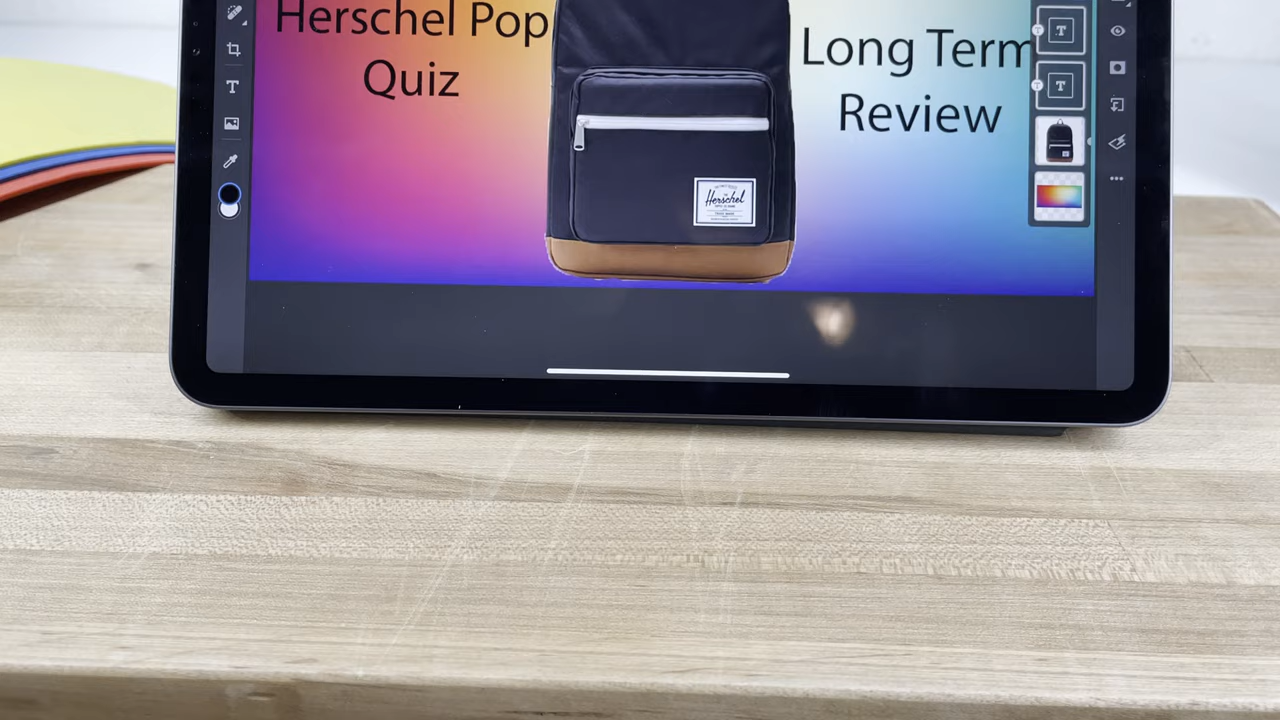 Herschel Pop
Quiz
Long Term
Review
Herschel
T
T
T